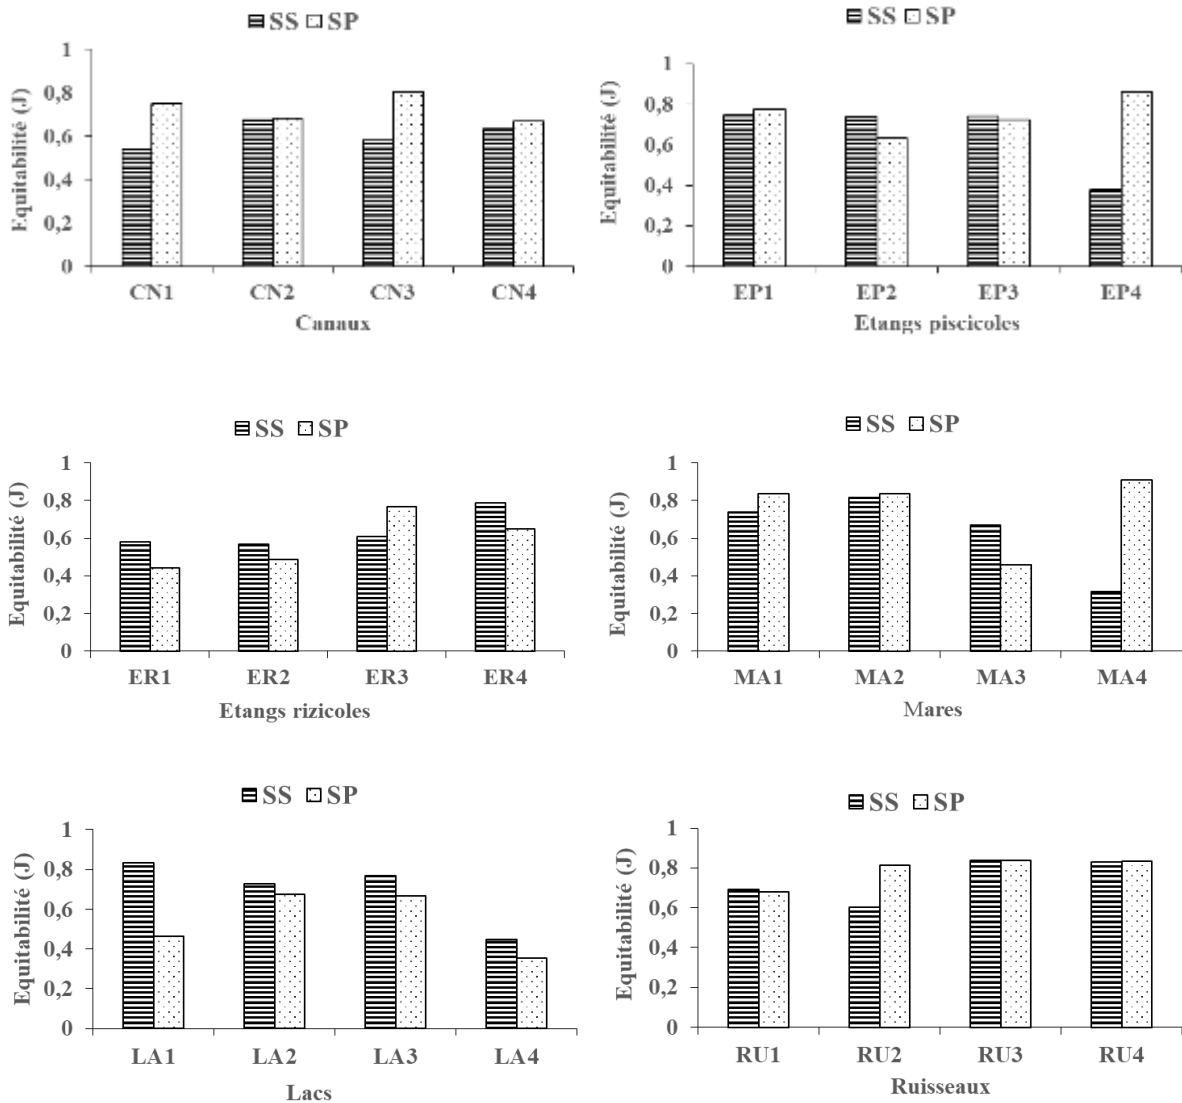 SS SP
1
0,8
0,6
0,4
0,2
0
Equitabilité (J)
CN1 CN2 CN3 CN4
Canaux
SS SP
1
0,8
0,6
0,4
0,2
0
Equitabilité (J)
EP1 EP2 EP3 EP4
Etangs piscicoles
SS SP
1
0,8
0,6
0,4
0,2
0
Equitabilité (J)
ER1 ER2 ER3 ER4
Etangs rizicoles
SS SP
1
0,8
0,6
0,4
0,2
0
Equitabilité (J)
MA1 MA2 MA3 MA4
Mares
SS SP
1
0,8
0,6
0,4
0,2
0
Equitabilité (J)
LA1 LA2 LA3 LA4
Lacs
SS SP
1
0,8
0,6
0,4
0,2
0
Equitabilité (J)
RU1 RU2 RU3 RU4
Ruisseaux